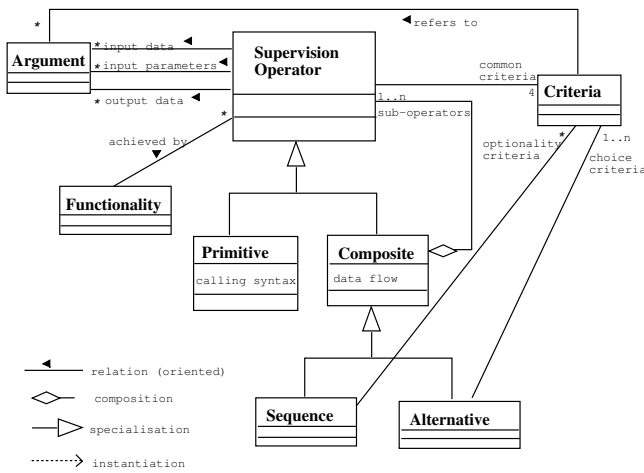 *
refers to
Argument
* input data
* input parameters
* output data
Supervision
Operator
common
criteria
4
Criteria
1..n
sub-operators
*
achieved by
*
optionality
criteria
1..n
choice
criteria
Functionality
Primitive
calling syntax
Composite
data flow
relation (oriented)
composition
specialisation
instantiation
Sequence
Alternative